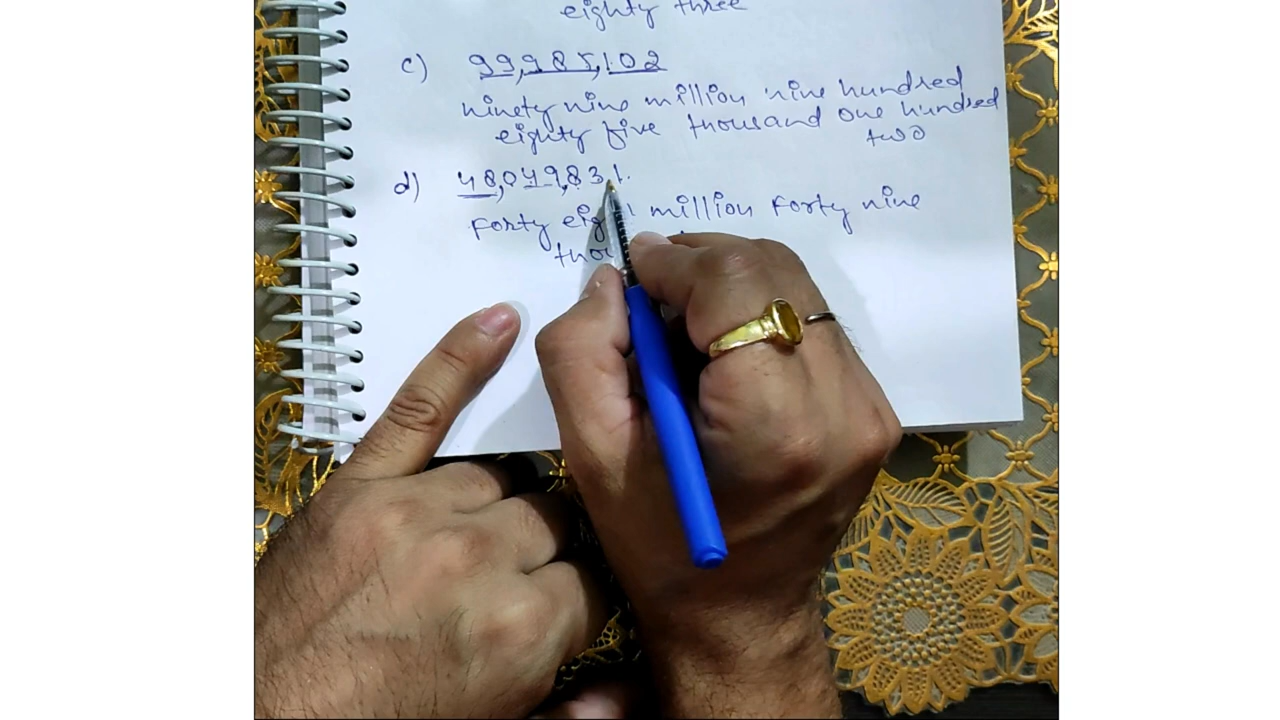 eighty three
c) 99,985,102
ninety nine million nine hundred
eighty five thousand one hundred
two
d) 48,049,831.
forty million forty nine